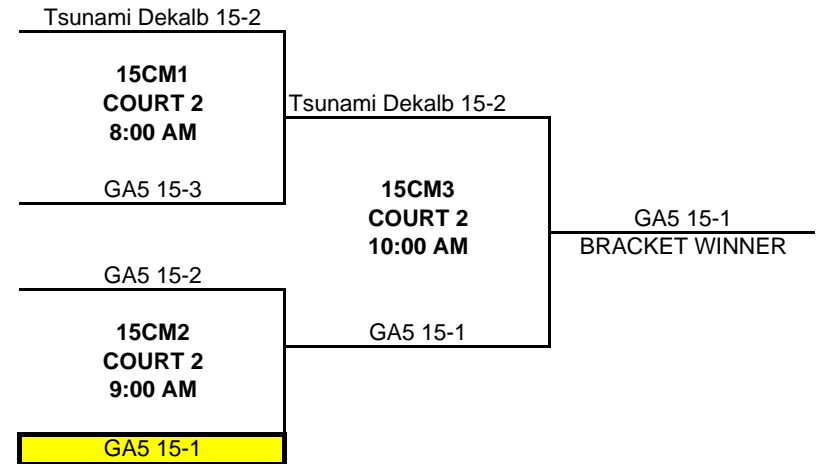 Tsunami Dekalb 15-2
15CM1
COURT 2
8:00 AM
Tsunami Dekalb 15-2
GA5 15-3
15CM3
COURT 2
10:00 AM
GA5 15-1
BRACKET WINNER
GA5 15-2
15CM2
COURT 2
9:00 AM
GA5 15-1
GA5 15-1